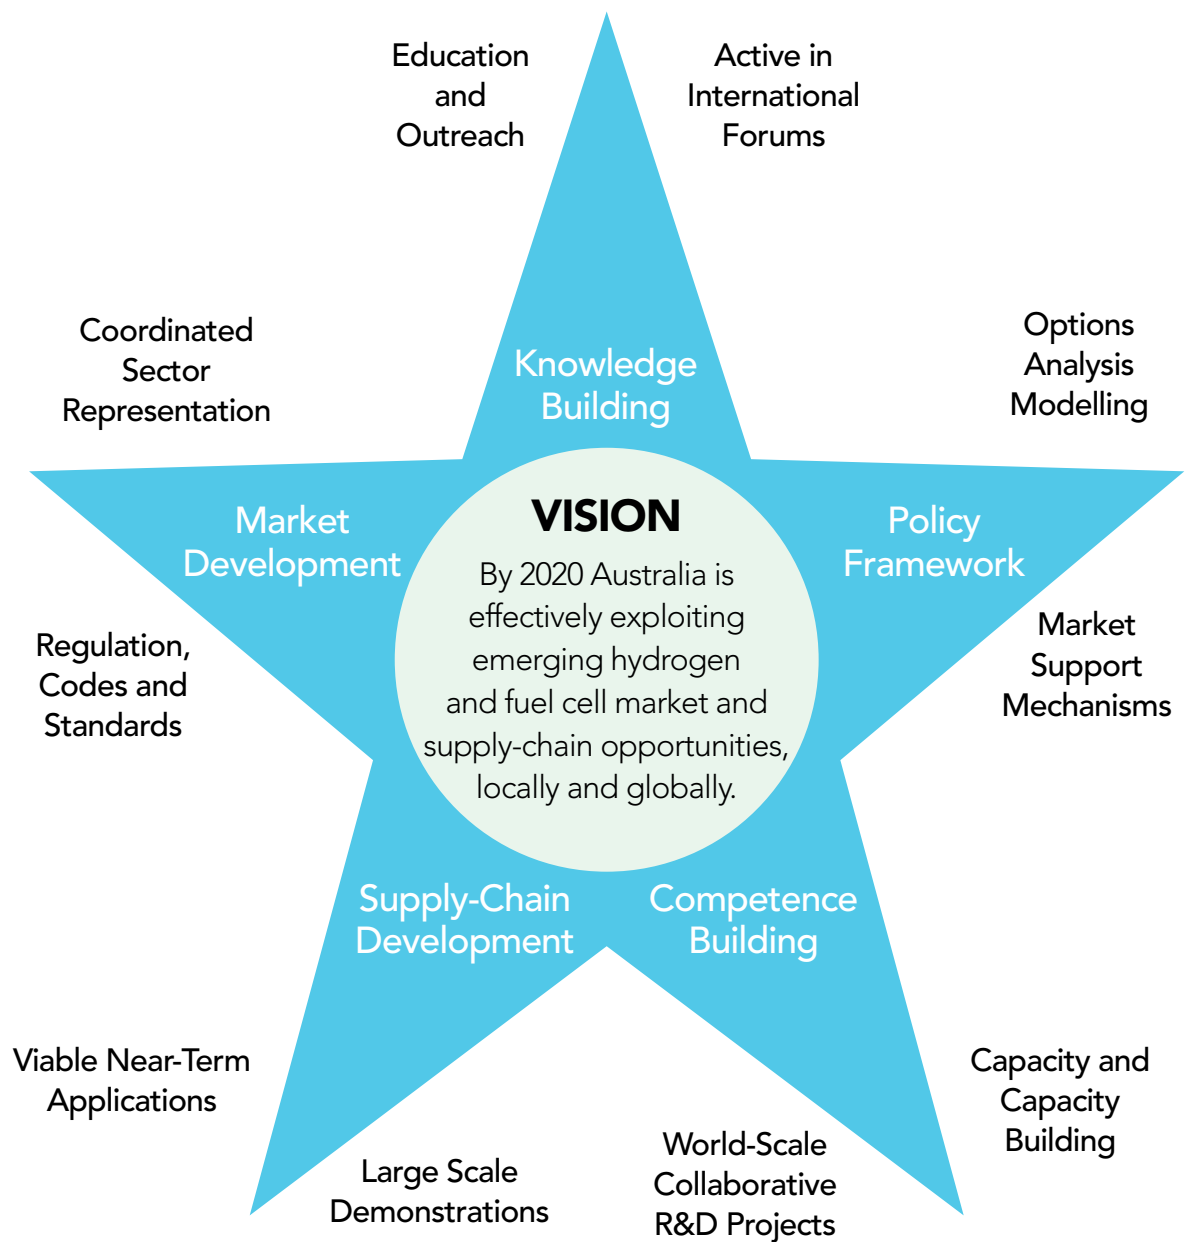 Education
and
Outreach
Active in
International
Forums
Coordinated
Sector
Representation
Options
Analysis
Modelling
Knowledge
Building
Market
Development
Policy
Framework
VISION
By 2020 Australia is
effectively exploiting
emerging hydrogen
and fuel cell market and
supply-chain opportunities,
locally and globally.
Regulation,
Codes and
Standards
Market
Support
Mechanisms
Supply-Chain
Development
Competence
Building
Viable Near-Term
Applications
Large Scale
Demonstrations
World-Scale
Collaborative
R&D Projects
Capacity and
Capacity
Building